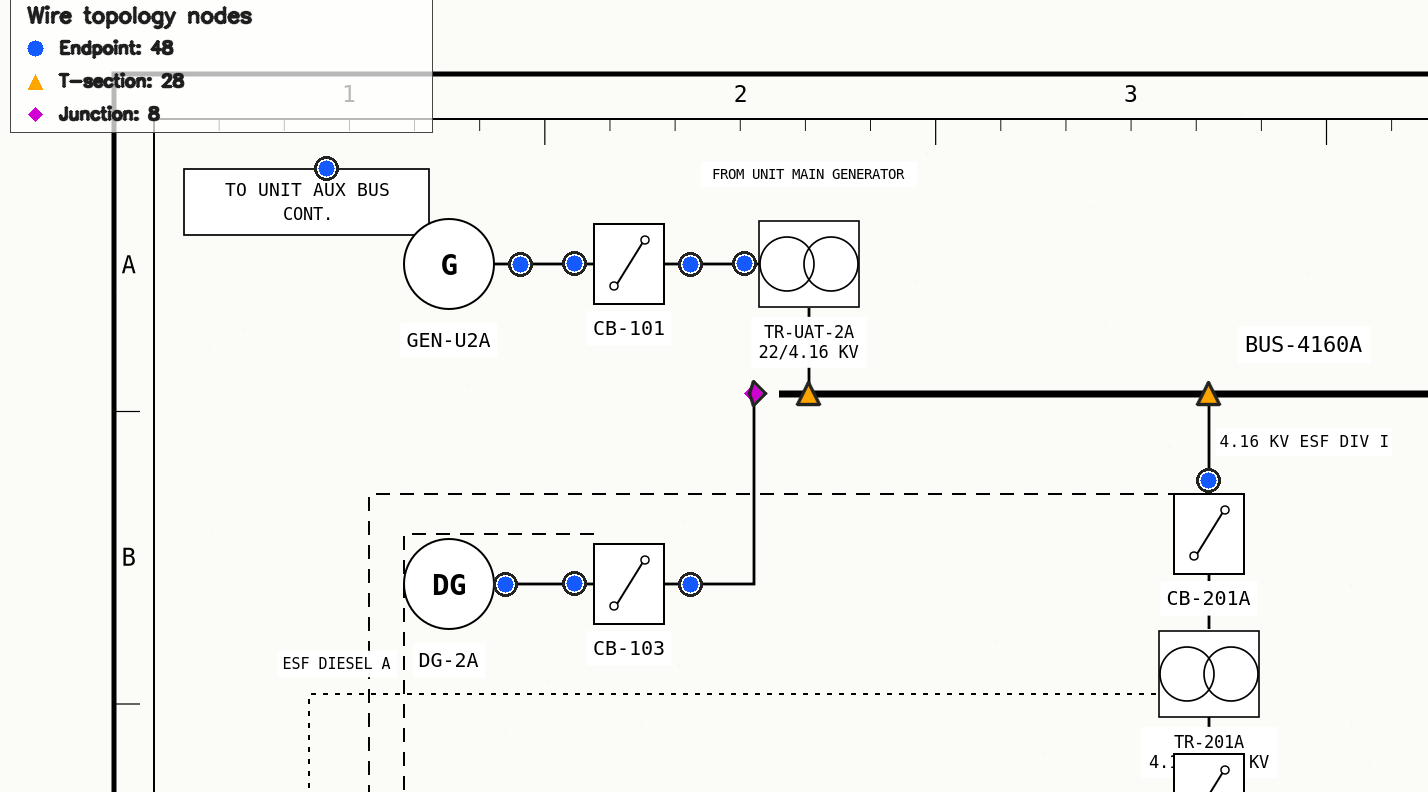 Wire topology nodes
Endpoint: 48
T-section: 28
Junction: 8
1
2
3
TO UNIT AUX BUS
CONT.
FROM UNIT MAIN GENERATOR
A
G
GEN-U2A
CB-101
TR-UAT-2A
22/4.16 KV
BUS-4160A
4.16 KV ESF DIV I
B
DG
CB-103
DG-2A
ESF DIESEL A
CB-201A
TR-201A
KV